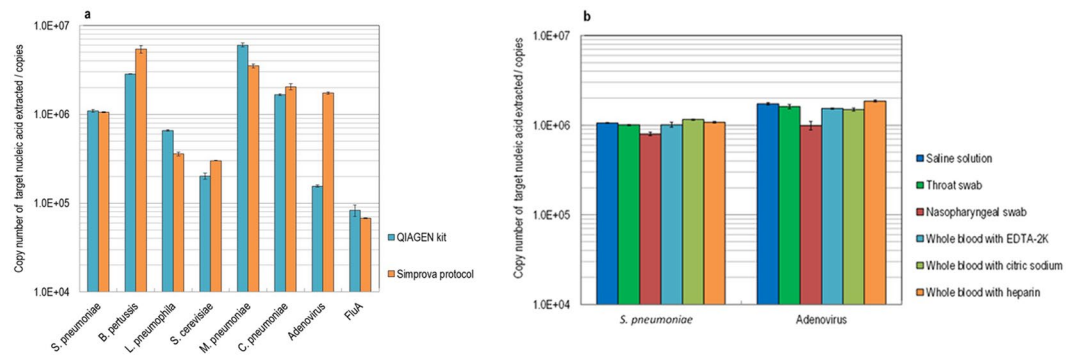 a
Copy number of target nucleic acid extracted / copies
1.0E+07
1.0E+06
1.0E+05
1.0E+04
S. pneumoniae
B. pertussis
L. pneumophila
S. cerevisiae
M. pneumoniae
C. pneumoniae
Adenovirus
FluA
QIAGEN kit
Simprova protocol
b
Copy number of target nucleic acid extracted / copies
1.0E+07
1.0E+06
1.0E+05
1.0E+04
S. pneumoniae
Adenovirus
Saline solution
Throat swab
Nasopharyngeal swab
Whole blood with EDTA-2K
Whole blood with citric sodium
Whole blood with heparin